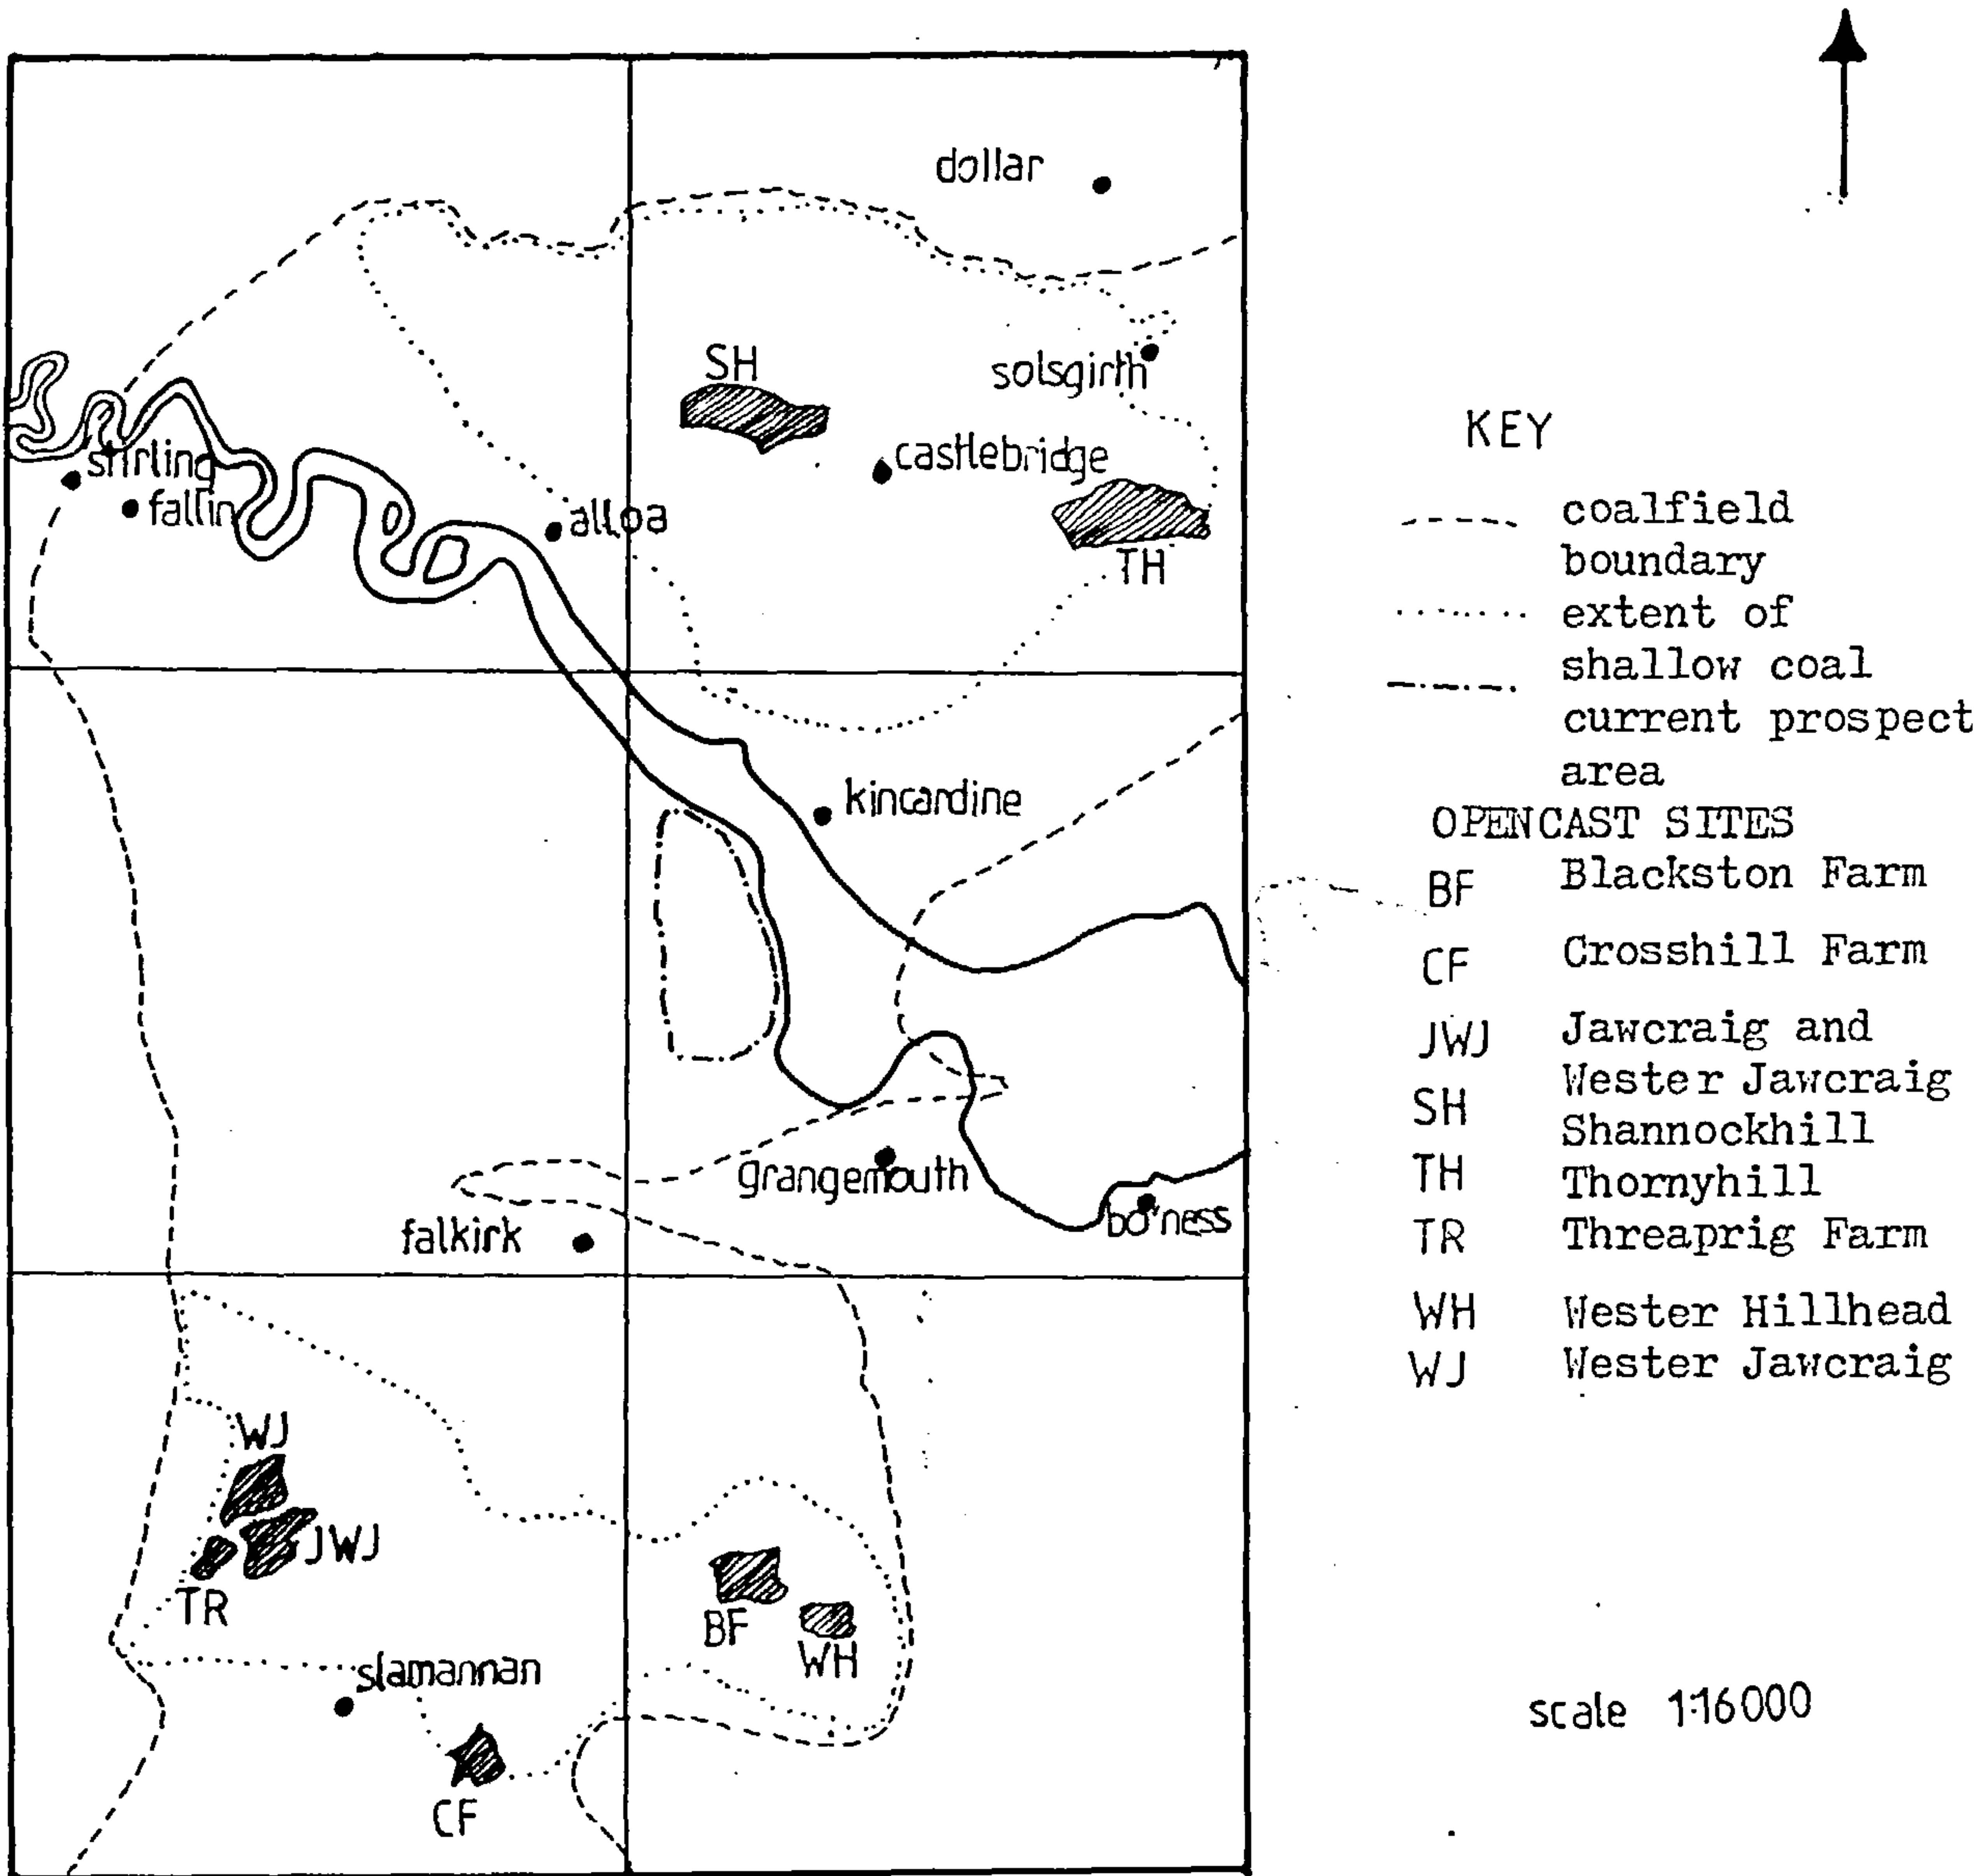 dollar
SH
solsgirth
castlebridge
stirling
fallin
alloa
TH
kincardine
grangemouth
falkirk
bo'ness
WJ
JWJ
TR
BF
WH
slamannan
CF
KEY
coalfield
boundary
extent of
shallow coal
current prospect
area
OPENCAST SITES
BF Blackston Farm
CF Crosshill Farm
JWJ Jawcraig and
Wester Jawcraig
SH Shannockhill
TH Thornyhill
TR Threaprig Farm
WH Wester Hillhead
WJ Wester Jawcraig
scale 1:16000